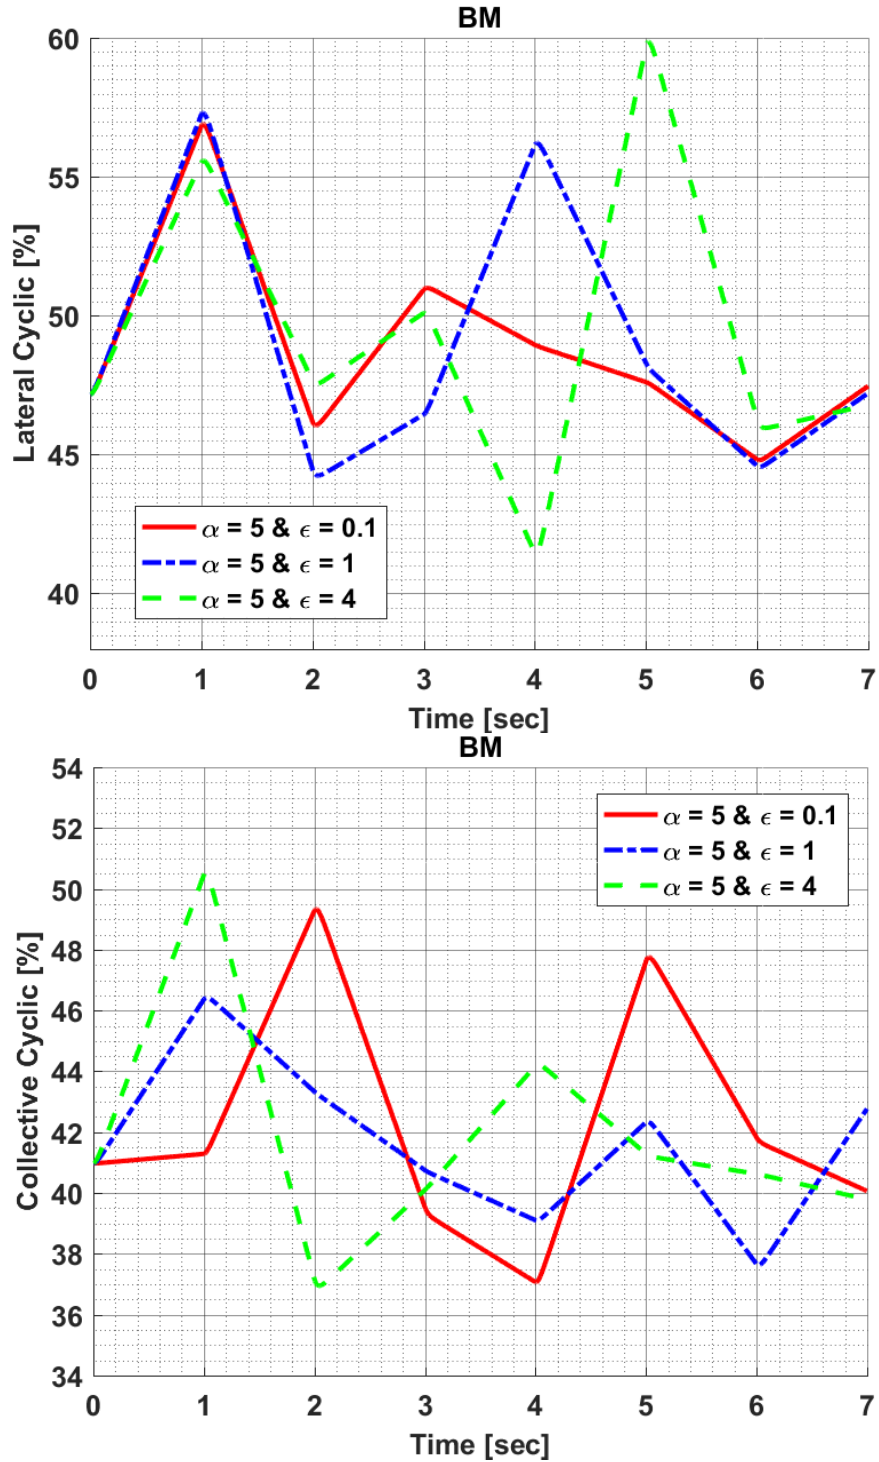 BM
60
55
50
45
40
Lateral Cyclic [%]
α = 5 & ϵ = 0.1
α = 5 & ϵ = 1
α = 5 & ϵ = 4
0 1 2 3 4 5 6 7
Time [sec]
BM
54
52
50
48
46
44
42
40
38
36
34
Collective Cyclic [%]
α = 5 & ϵ = 0.1
α = 5 & ϵ = 1
α = 5 & ϵ = 4
0 1 2 3 4 5 6 7
Time [sec]